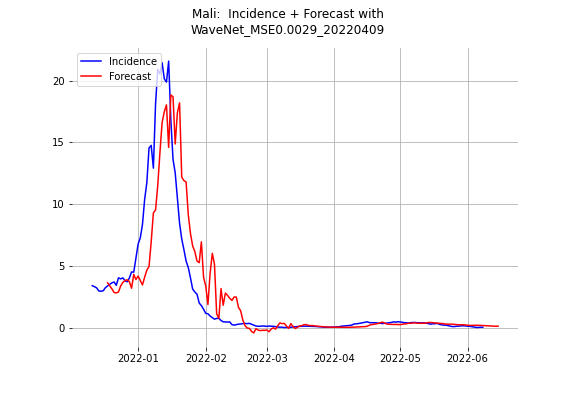 Mali:  Incidence + Forecast with
WaveNet_MSE0.0029_20220409
Incidence
Forecast
20
15
10
5
0
2022-01
2022-02
2022-03
2022-04
2022-05
2022-06